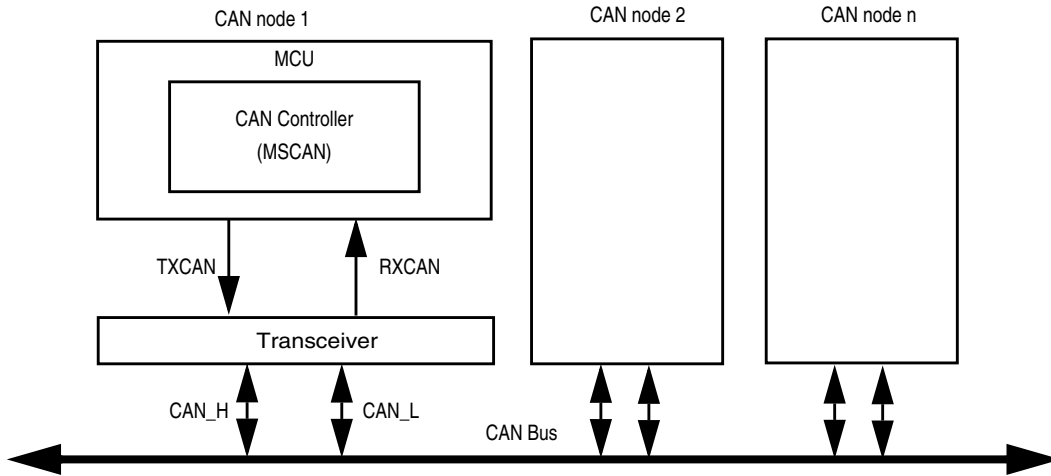 CAN node 1
CAN node 2
CAN node n
MCU
CAN Controller
(MSCAN)
TXCAN
RXCAN
Transceiver
CAN_H
CAN_L
CAN Bus